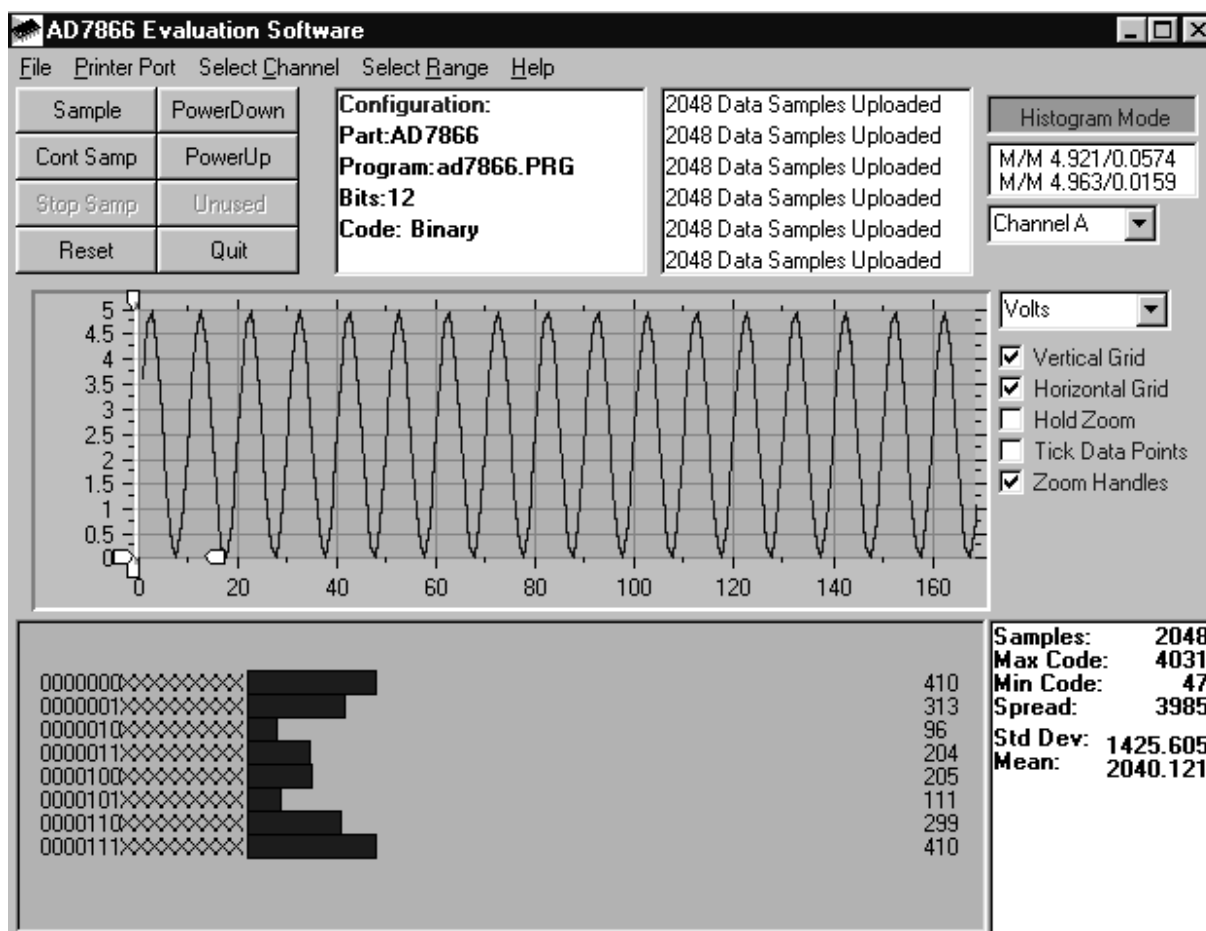 AD7866 Evaluation Software
File Printer Port Select Channel Select Range Help
Sample PowerDown
Cont Samp PowerUp
Stop Samp Unused
Reset Quit
Configuration:
Part:AD7866
Program:ad7866.PRG
Bits:12
Code: Binary
2048 Data Samples Uploaded
2048 Data Samples Uploaded
2048 Data Samples Uploaded
2048 Data Samples Uploaded
2048 Data Samples Uploaded
2048 Data Samples Uploaded
Histogram Mode
M/M 4.921/0.0574
M/M 4.963/0.0159
Channel A
5
4.5
4
3.5
3
2.5
2
1.5
1
0.5
0
0 20 40 60 80 100 120 140 160
Volts
Vertical Grid
Horizontal Grid
Hold Zoom
Tick Data Points
Zoom Handles
0000000XXXXXXXXX 410
0000001XXXXXXXXX 313
0000010XXXXXXXXX 96
0000011XXXXXXXXX 204
0000100XXXXXXXXX 205
0000101XXXXXXXXX 111
0000110XXXXXXXXX 299
0000111XXXXXXXXX 410
Samples: 2048
Max Code: 4031
Min Code: 47
Spread: 3985
Std Dev: 1425.605
Mean: 2040.121